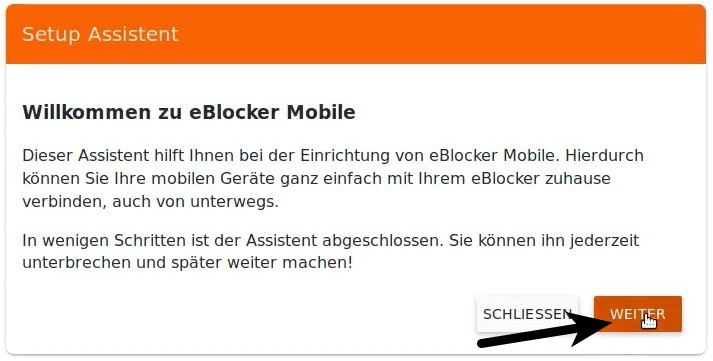 Setup Assistent
Willkommen zu eBlocker Mobile
Dieser Assistent hilft Ihnen bei der Einrichtung von eBlocker Mobile. Hierdurch
können Sie Ihre mobilen Geräte ganz einfach mit Ihrem eBlocker zuhause
verbinden, auch von unterwegs.
In wenigen Schritten ist der Assistent abgeschlossen. Sie können ihn jederzeit
unterbrechen und später weiter machen!
SCHLIESSEN WEITER